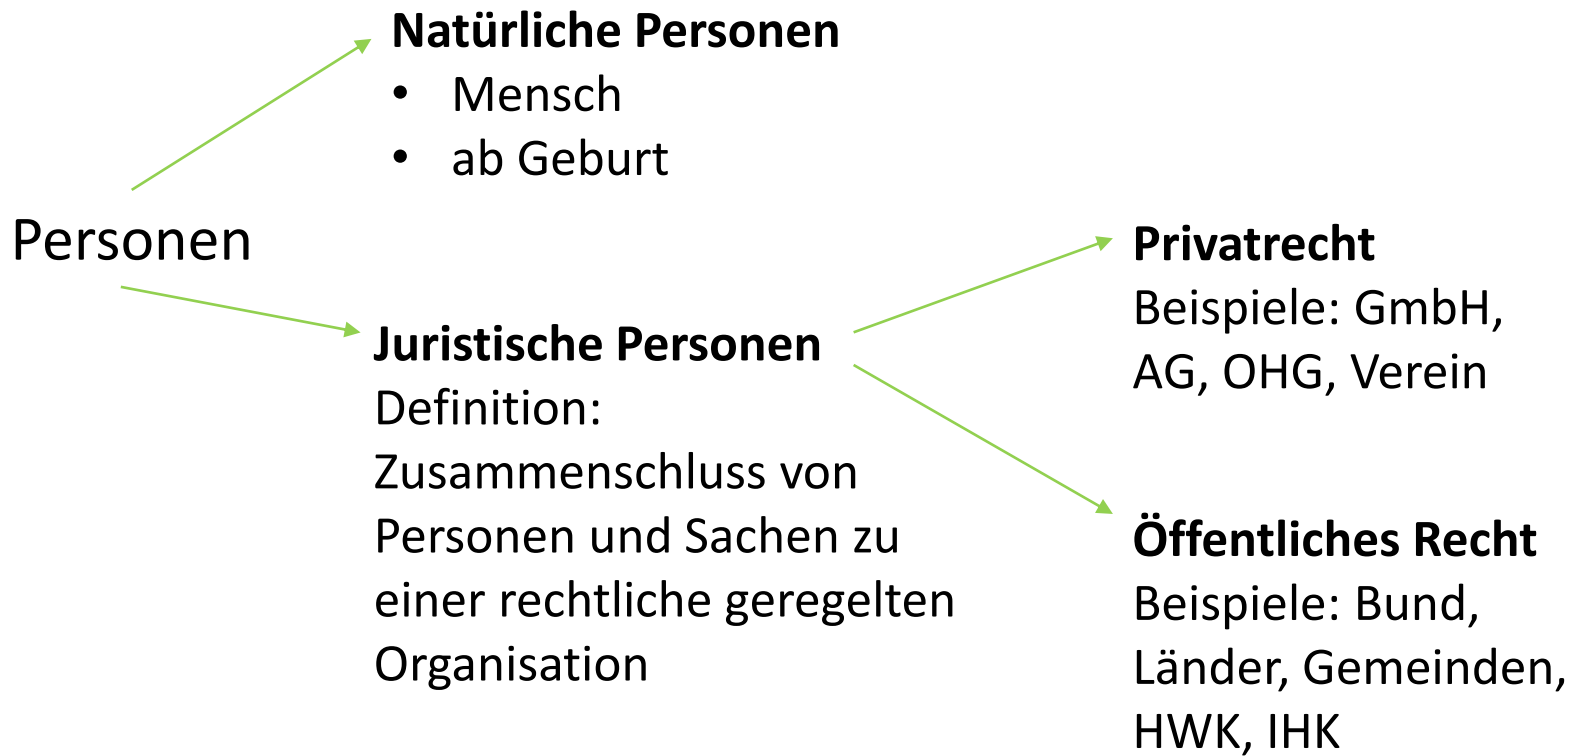 Natürliche Personen
• Mensch
• ab Geburt
Personen
Juristische Personen
Definition:
Zusammenschluss von
Personen und Sachen zu
einer rechtliche geregelten
Organisation
Privatrecht
Beispiele: GmbH,
AG, OHG, Verein
Öffentliches Recht
Beispiele: Bund,
Länder, Gemeinden,
HWK, IHK